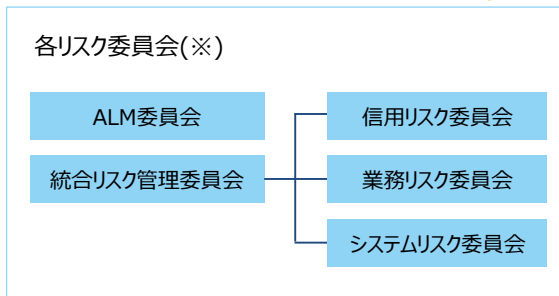 各リスク委員会(※)
ALM委員会
信用リスク委員会
統合リスク管理委員会
業務リスク委員会
システムリスク委員会